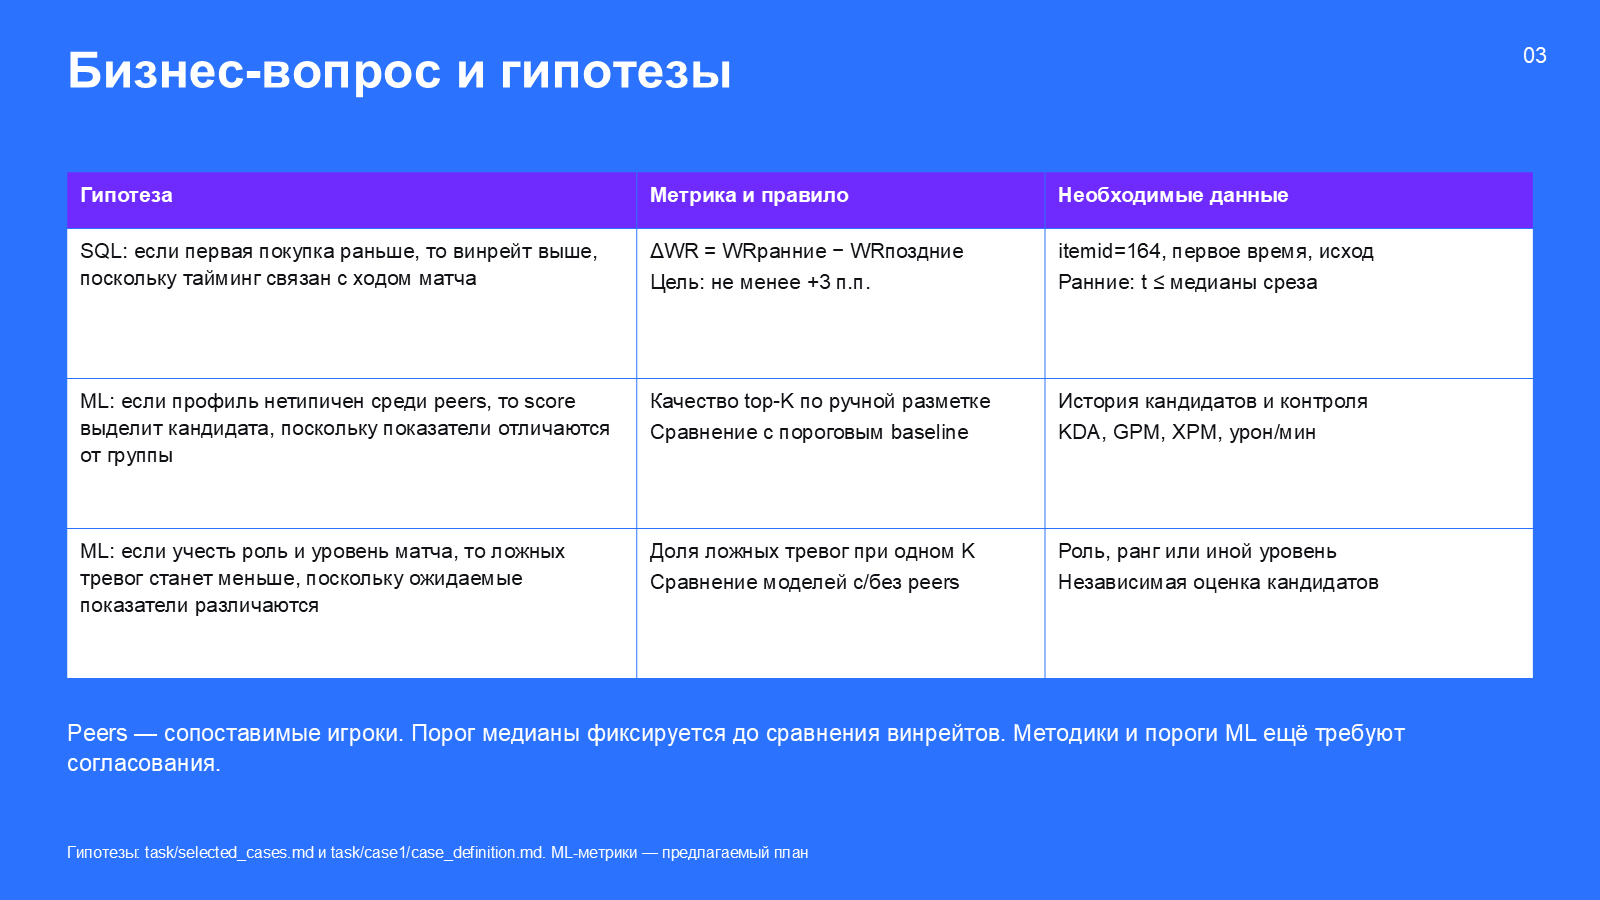 Бизнес-вопрос и гипотезы
03
Гипотеза
Метрика и правило
Необходимые данные
SQL: если первая покупка раньше, то винрейт выше,
поскольку тайминг связан с ходом матча
ΔWR = WRранние − WRпоздние
Цель: не менее +3 п.п.
itemid=164, первое время, исход
Ранние: t ≤ медианы среза
ML: если профиль нетипичен среди peers, то score
выделит кандидата, поскольку показатели отличаются
от группы
Качество top-K по ручной разметке
Сравнение с пороговым baseline
История кандидатов и контроля
KDA, GPM, XPM, урон/мин
ML: если учесть роль и уровень матча, то ложных
тревог станет меньше, поскольку ожидаемые
показатели различаются
Доля ложных тревог при одном K
Сравнение моделей с/без peers
Роль, ранг или иной уровень
Независимая оценка кандидатов
Peers — сопоставимые игроки. Порог медианы фиксируется до сравнения винрейтов. Методики и пороги ML ещё требуют
согласования.
Гипотезы: task/selected_cases.md и task/case1/case_definition.md. ML-метрики — предлагаемый план